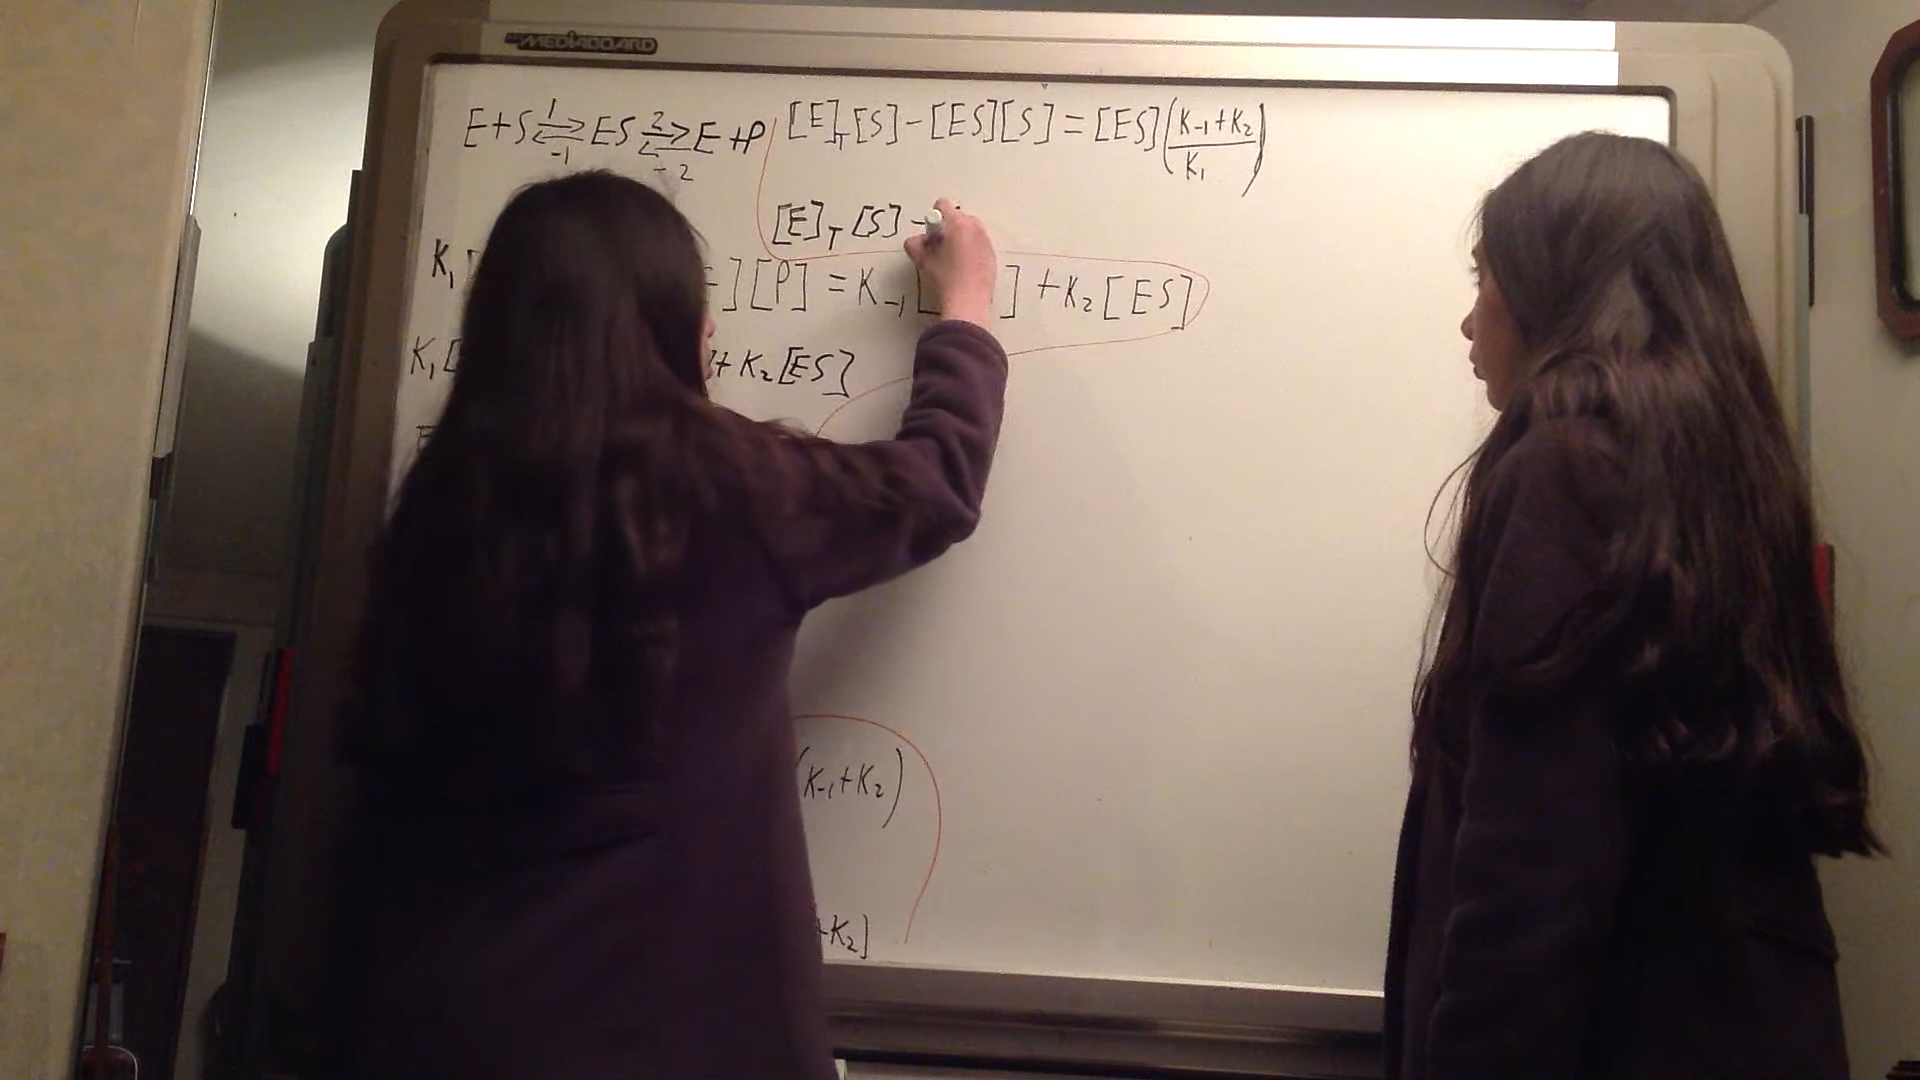 MEDIABOARD
E+S ⇌ ES ⇌ E+P
1 -1 2 -2
[E]T[S]-[ES][S]=[ES]((K-1+K2)/K1)
[E]T[S]-
K1 ][P]=K-1[ ]+K2[ES]
K1[ +K2[ES]
(K-1+K2)
K2]